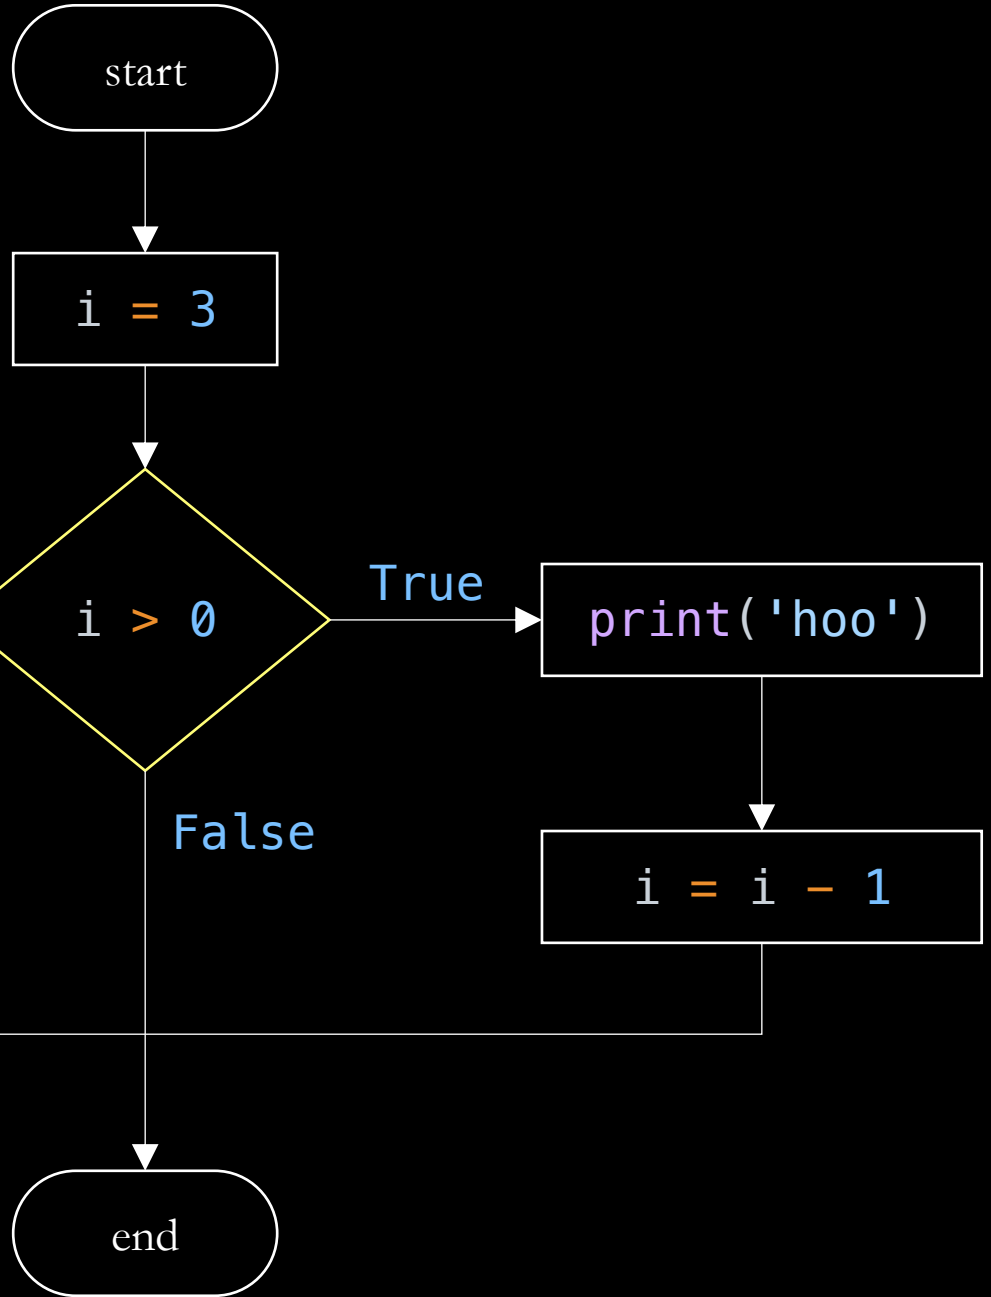 start
i = 3
i > 0
True
print('hoo')
False
i = i − 1
end